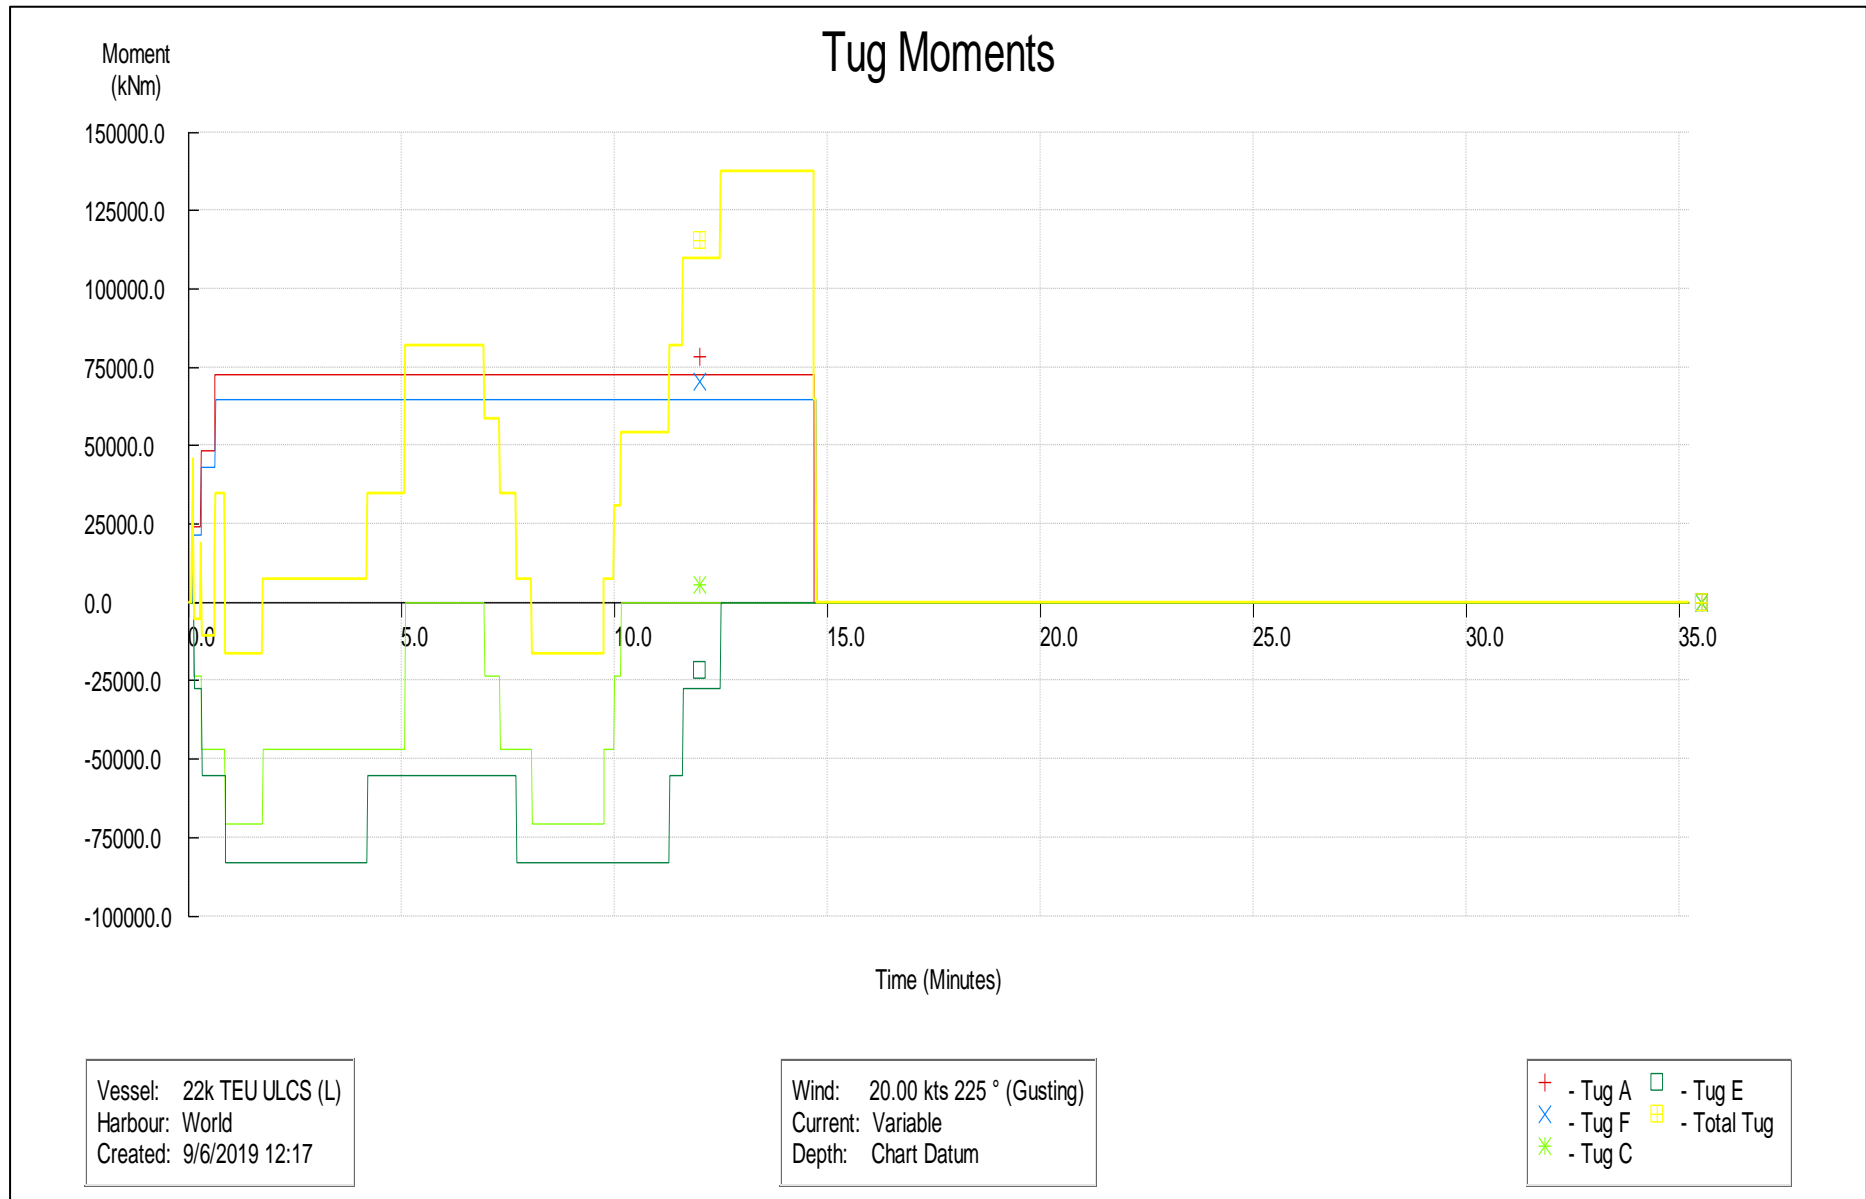 Tug Moments
Moment
(kNm)
150000.0
125000.0
100000.0
75000.0
50000.0
25000.0
0.0
-25000.0
-50000.0
-75000.0
-100000.0
0.0 5.0 10.0 15.0 20.0 25.0 30.0 35.0
Time (Minutes)
Vessel: 22k TEU ULCS (L)
Harbour: World
Created: 9/6/2019 12:17
Wind: 20.00 kts 225 ° (Gusting)
Current: Variable
Depth: Chart Datum
- Tug A - Tug E
- Tug F - Total Tug
- Tug C